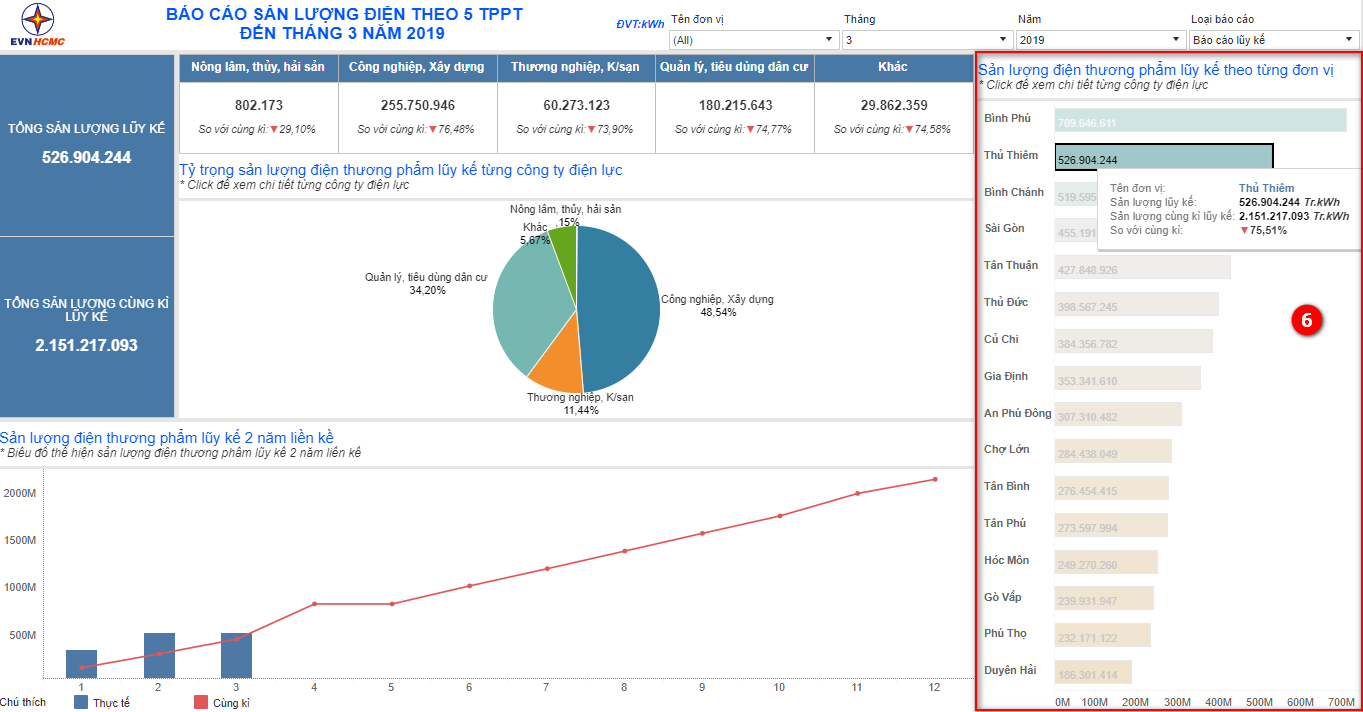 EVNHCMC
BÁO CÁO SẢN LƯỢNG ĐIỆN THEO 5 TPPT
ĐẾN THÁNG 3 NĂM 2019
ĐVT:kWh
Tên đơn vị
(All)
Tháng
3
Năm
2019
Loại báo cáo
Báo cáo lũy kế
TỔNG SẢN LƯỢNG LŨY KẾ
526.904.244
TỔNG SẢN LƯỢNG CÙNG KÌ
LŨY KẾ
2.151.217.093
Nông lâm, thủy, hải sản
802.173
So với cùng kì:▼29,10%
Công nghiệp, Xây dựng
255.750.946
So với cùng kì:▼76,48%
Thương nghiệp, K/sạn
60.273.123
So với cùng kì:▼73,90%
Quản lý, tiêu dùng dân cư
180.215.643
So với cùng kì:▼74,77%
Khác
29.862.359
So với cùng kì:▼74,58%
Tỷ trọng sản lượng điện thương phẩm lũy kế từng công ty điện lực
* Click để xem chi tiết từng công ty điện lực
Nông lâm, thủy, hải sản
15%
Khác
5,67%
Quản lý, tiêu dùng dân cư
34,20%
Công nghiệp, Xây dựng
48,54%
Thương nghiệp, K/sạn
11,44%
Sản lượng điện thương phẩm lũy kế 2 năm liền kề
* Biểu đồ thể hiện sản lượng điện thương phẩm lũy kế 2 năm liền kề
2000M
1500M
1000M
500M
1 2 3 4 5 6 7 8 9 10 11 12
Chú thích
Thực tế
Cùng kì
Sản lượng điện thương phẩm lũy kế theo từng đơn vị
* Click để xem chi tiết từng công ty điện lực
Bình Phú 709.646.611
Thủ Thiêm 526.904.244
Bình Chánh 519.595
Sài Gòn 455.191
Tân Thuận 427.848.926
Thủ Đức 398.567.245
Củ Chi 384.356.782
Gia Định 353.341.610
An Phú Đông 307.310.482
Chợ Lớn 284.438.049
Tân Bình 276.454.415
Tân Phú 273.597.994
Hóc Môn 249.270.260
Gò Vấp 239.931.947
Phú Thọ 232.171.122
Duyên Hải 186.301.414
0M 100M 200M 300M 400M 500M 600M 700M
Tên đơn vị: Thủ Thiêm
Sản lượng lũy kế: 526.904.244 Tr.kWh
Sản lượng cùng kì lũy kế: 2.151.217.093 Tr.kWh
So với cùng kì: ▼75,51%
6